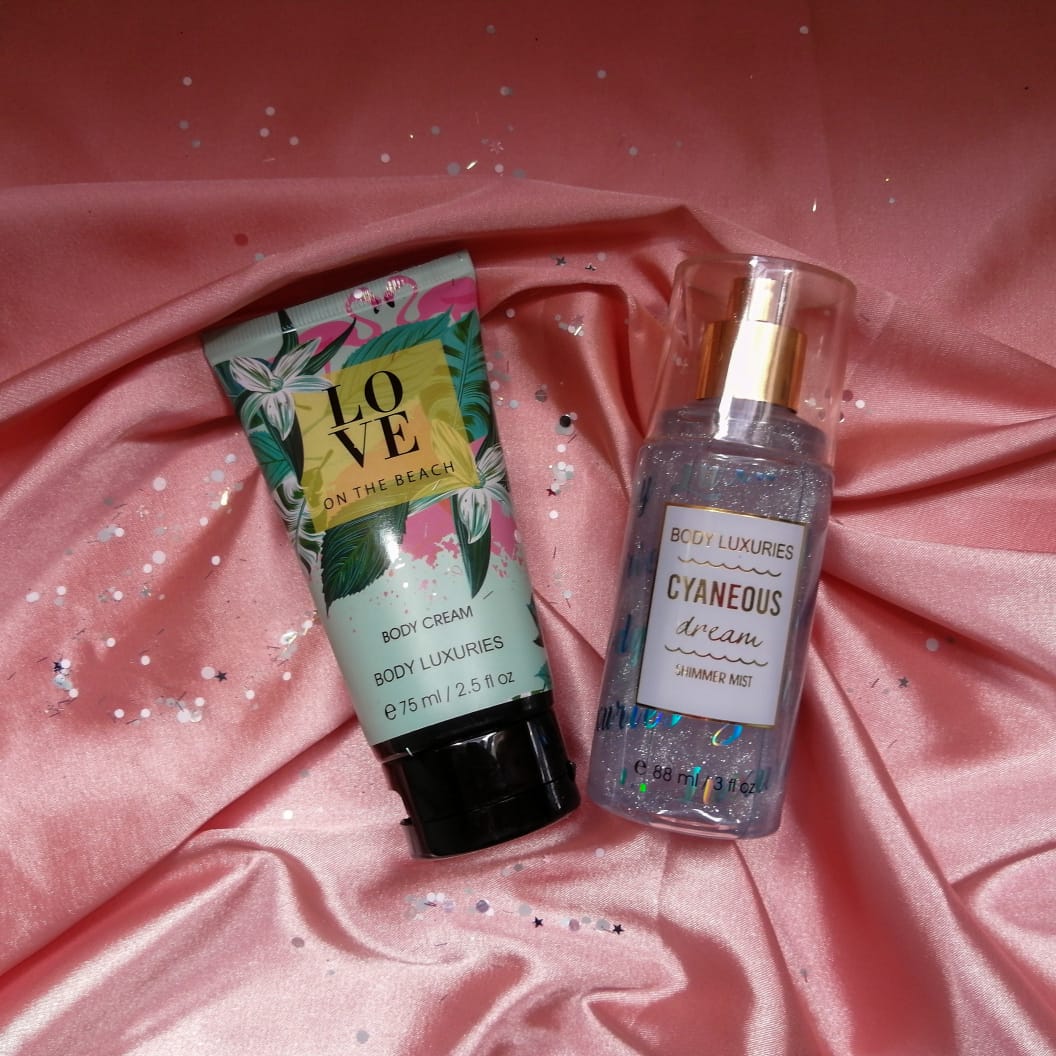 LO
VE
ON THE BEACH
BODY CREAM
BODY LUXURIES
e 75 ml / 2.5 fl oz
BODY LUXURIES
CYANEOUS
dream
SHIMMER MIST
e 88 ml / 3 fl oz